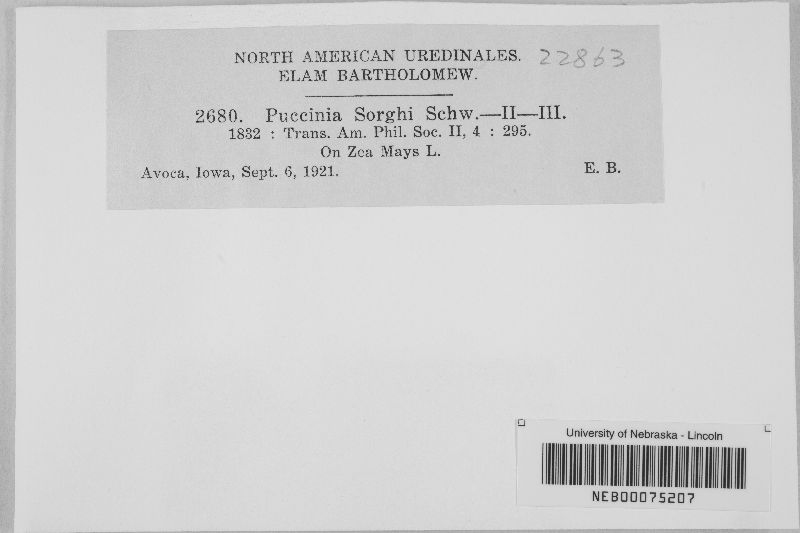 NORTH AMERICAN UREDINALES. 22863
ELAM BARTHOLOMEW.
2680. Puccinia Sorghi Schw.—II—III.
1832 : Trans. Am. Phil. Soc. II, 4 : 295.
On Zea Mays L.
Avoca, Iowa, Sept. 6, 1921. E. B.
University of Nebraska - Lincoln
NEB00075207